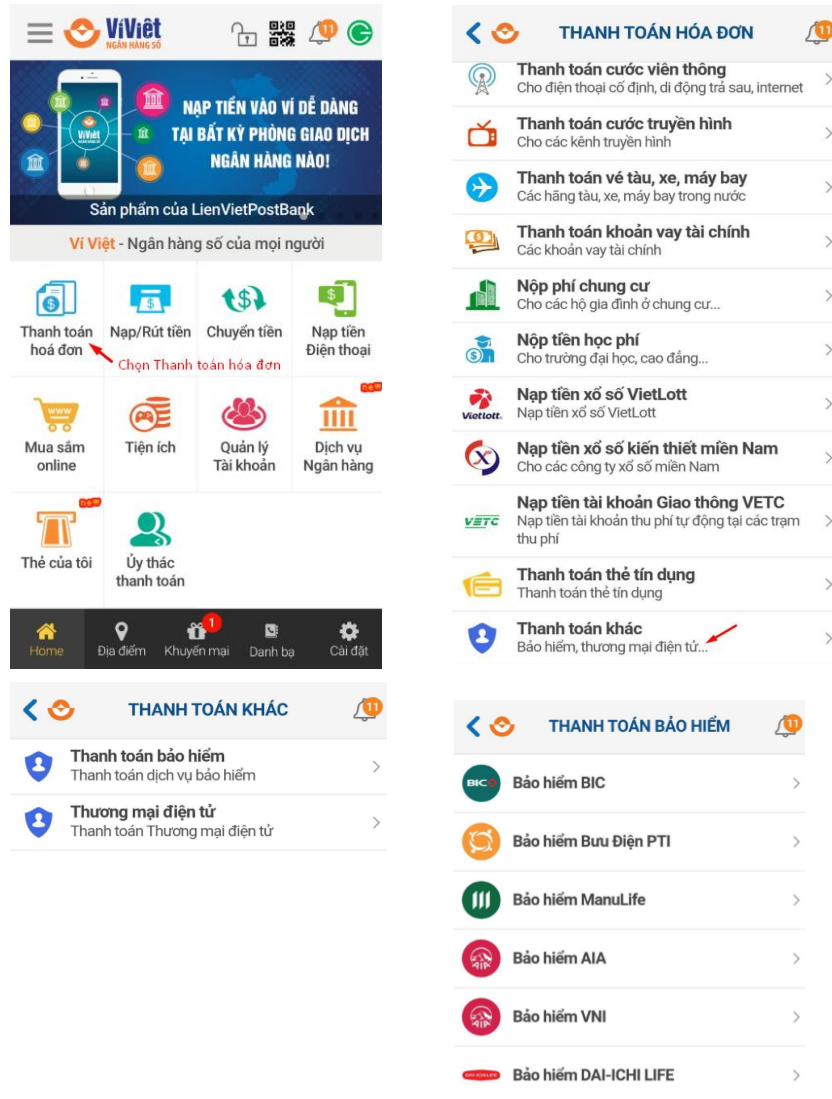 ViViệt
NGÂN HÀNG SỐ
11
NẠP TIỀN VÀO VÍ DỄ DÀNG
TẠI BẤT KỲ PHÒNG GIAO DỊCH
NGÂN HÀNG NÀO!
ViViệt
Sản phẩm của LienVietPostBank
Ví Việt - Ngân hàng số của mọi người
Thanh toán hoá đơn
Nạp/Rút tiền
Chuyển tiền
Nạp tiền Điện thoại
Chọn Thanh toán hóa đơn
new
Mua sắm online
Tiện ích
Quản lý Tài khoản
Dịch vụ Ngân hàng
new
Thẻ của tôi
Ủy thác thanh toán
1
Home
Địa điểm
Khuyến mại
Danh bạ
Cài đặt
THANH TOÁN HÓA ĐƠN
11
Thanh toán cước viên thông
Cho điện thoại cố định, di động trả sau, internet
Thanh toán cước truyền hình
Cho các kênh truyền hình
Thanh toán vé tàu, xe, máy bay
Các hãng tàu, xe, máy bay trong nước
Thanh toán khoản vay tài chính
Các khoản vay tài chính
Nộp phí chung cư
Cho các hộ gia đình ở chung cư...
Nộp tiền học phí
Cho trường đại học, cao đẳng...
Nạp tiền xổ số VietLott
Nạp tiền xổ số VietLott
Vietlott
Nạp tiền xổ số kiến thiết miền Nam
Cho các công ty xổ số miền Nam
Nạp tiền tài khoản Giao thông VETC
VETC
Nạp tiền tài khoản thu phí tự động tại các trạm
thu phí
Thanh toán thẻ tín dụng
Thanh toán thẻ tín dụng
Thanh toán khác
Bảo hiểm, thương mại điện tử...
THANH TOÁN KHÁC
11
Thanh toán bảo hiểm
Thanh toán dịch vụ bảo hiểm
Thương mại điện tử
Thanh toán Thương mại điện tử
THANH TOÁN BẢO HIỂM
11
BIC
Bảo hiểm BIC
Bảo hiểm Bưu Điện PTI
Bảo hiểm ManuLife
AIA
Bảo hiểm AIA
AIA
Bảo hiểm VNI
DAI-ICHI LIFE
Bảo hiểm DAI-ICHI LIFE